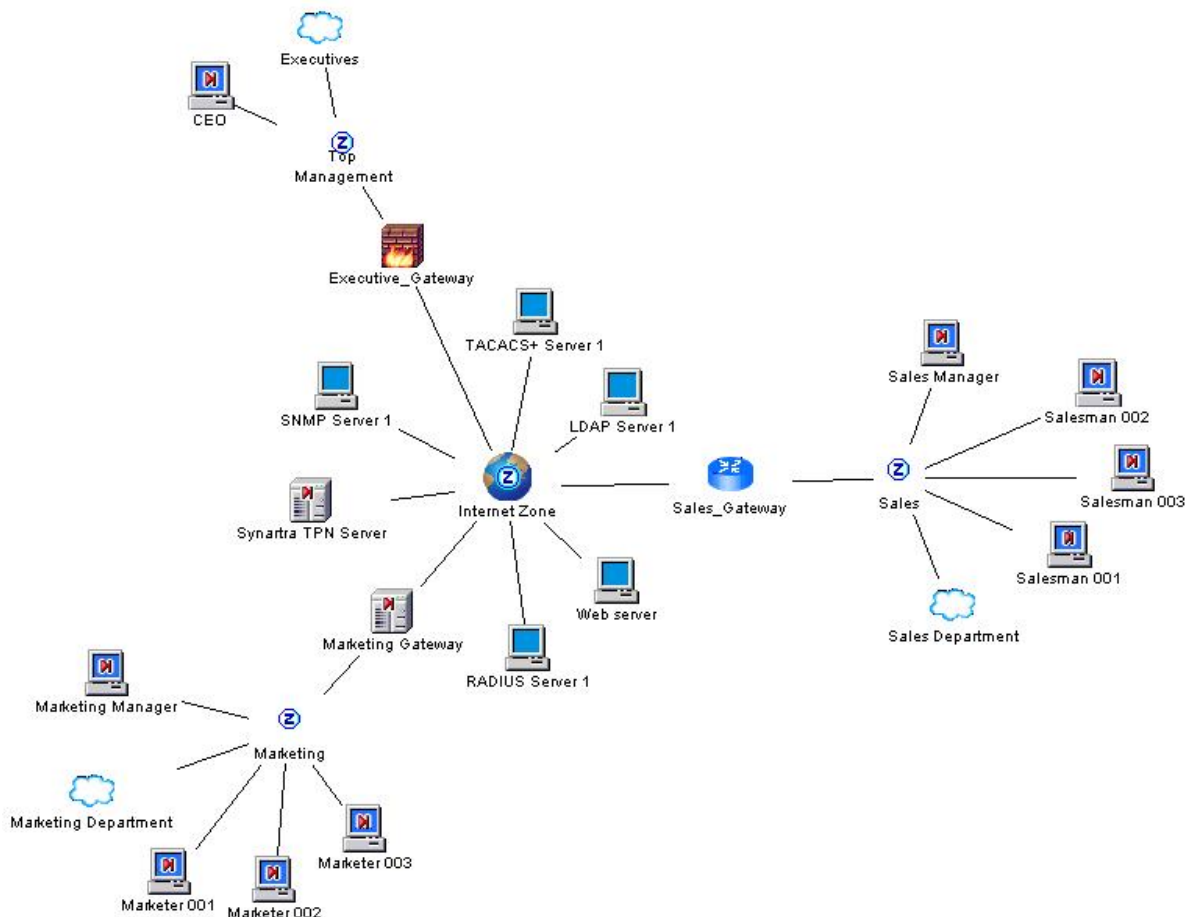 Executives
CEO
Z
Top
Management
Executive_Gateway
TACACS+ Server 1
Sales Manager
SNMP Server 1
LDAP Server 1
Salesman 002
Z
Z
Synartra TPN Server
Internet Zone
Sales_Gateway
Sales
Salesman 003
Salesman 001
Web server
Sales Department
Marketing Gateway
RADIUS Server 1
Marketing Manager
Z
Marketing
Marketing Department
Marketer 003
Marketer 001
Marketer 002